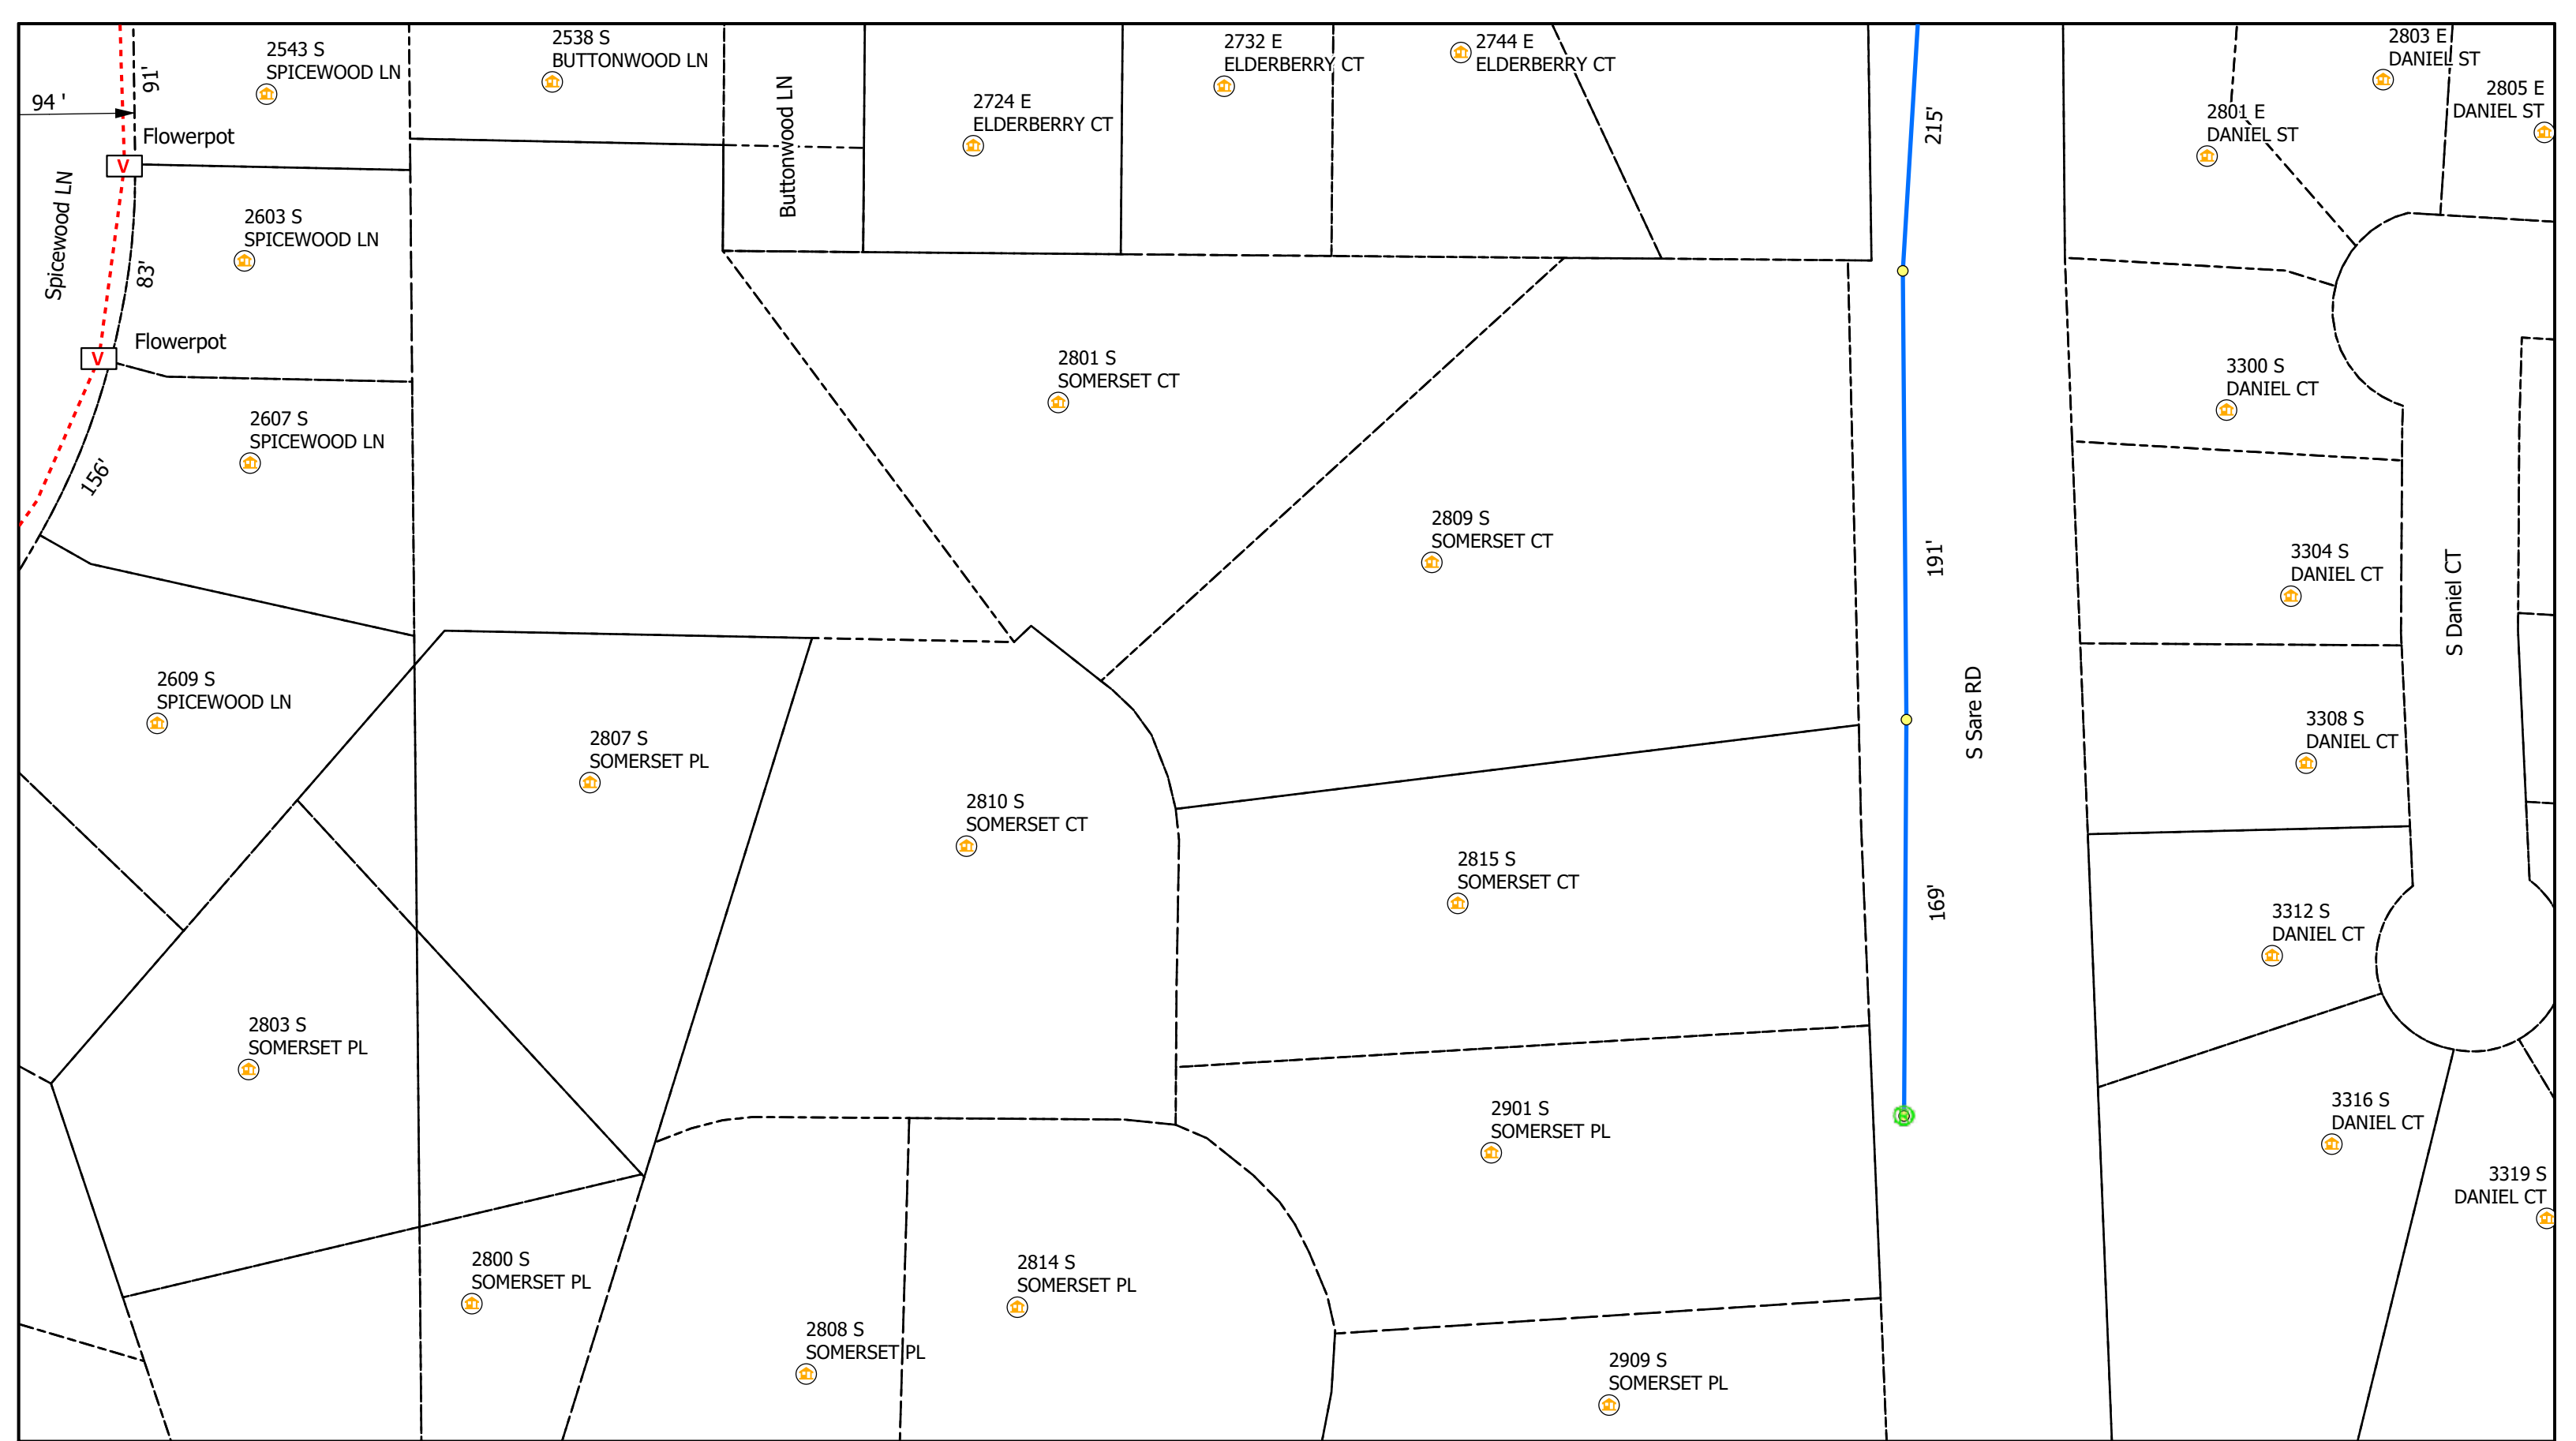 2543 S
SPICEWOOD LN
2538 S
BUTTONWOOD LN
2732 E
ELDERBERRY CT
2744 E
ELDERBERRY CT
2803 E
DANIEL ST
2805 E
DANIEL ST
91'
94 '
Flowerpot
V
Buttonwood LN
2724 E
ELDERBERRY CT
215'
2801 E
DANIEL ST
Spicewood LN
2603 S
SPICEWOOD LN
83'
Flowerpot
V
2801 S
SOMERSET CT
3300 S
DANIEL CT
2607 S
SPICEWOOD LN
156'
2809 S
SOMERSET CT
191'
3304 S
DANIEL CT
S Daniel CT
2609 S
SPICEWOOD LN
2807 S
SOMERSET PL
S Sare RD
3308 S
DANIEL CT
2810 S
SOMERSET CT
2815 S
SOMERSET CT
169'
3312 S
DANIEL CT
2803 S
SOMERSET PL
2901 S
SOMERSET PL
3316 S
DANIEL CT
3319 S
DANIEL CT
2800 S
SOMERSET PL
2814 S
SOMERSET PL
2808 S
SOMERSET PL
2909 S
SOMERSET PL